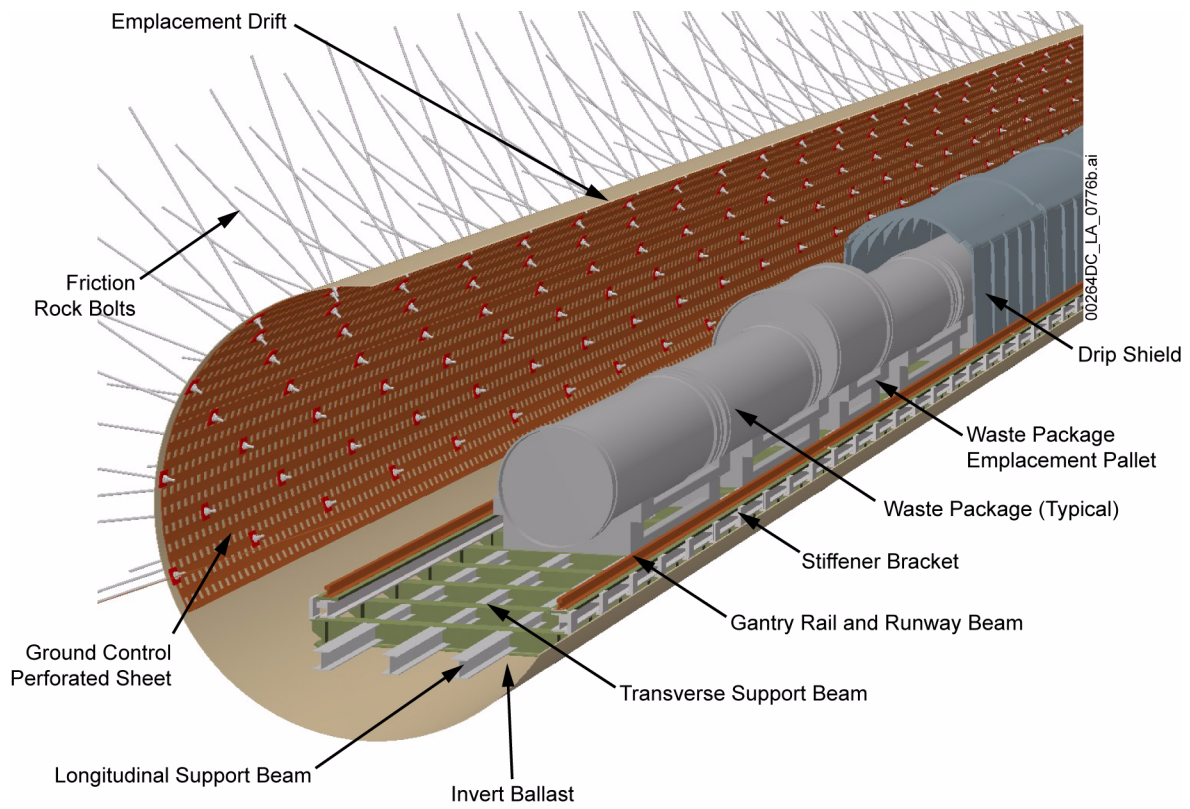 Emplacement Drift
Friction
Rock Bolts
00264DC_LA_0776b.ai
Drip Shield
Waste Package
Emplacement Pallet
Waste Package (Typical)
Stiffener Bracket
Gantry Rail and Runway Beam
Ground Control
Perforated Sheet
Transverse Support Beam
Longitudinal Support Beam
Invert Ballast